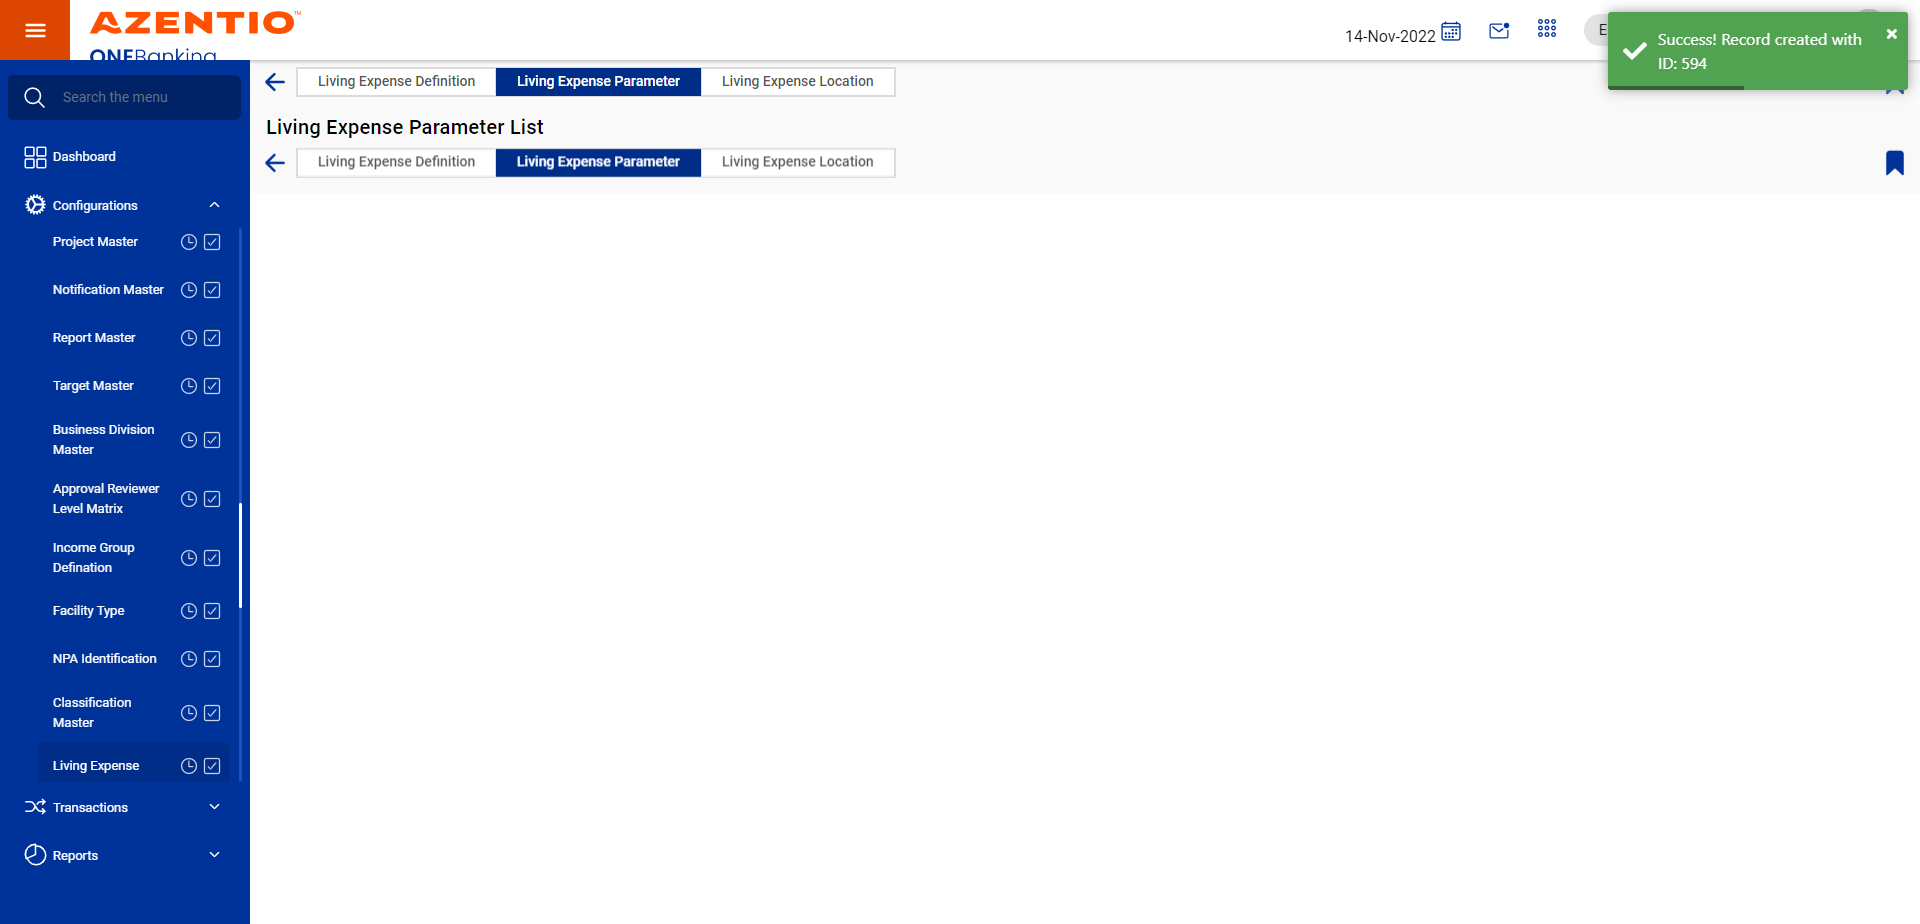 AZENTIO™
ONEBanking
14-Nov-2022
E
Success! Record created with
ID: 594
Search the menu
Dashboard
Configurations
Project Master
Notification Master
Report Master
Target Master
Business Division
Master
Approval Reviewer
Level Matrix
Income Group
Defination
Facility Type
NPA Identification
Classification
Master
Living Expense
Transactions
Reports
Living Expense Definition Living Expense Parameter Living Expense Location
Living Expense Parameter List
Living Expense Definition Living Expense Parameter Living Expense Location